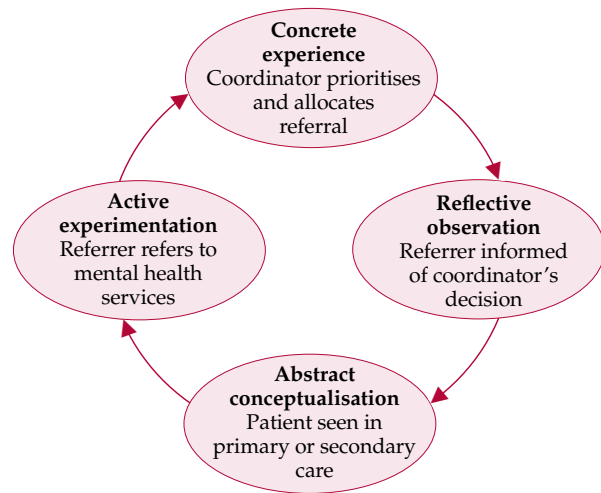 Concrete
experience
Coordinator prioritises
and allocates
referral
Active
experimentation
Referrer refers to
mental health
services
Reflective
observation
Referrer informed
of coordinator’s
decision
Abstract
conceptualisation
Patient seen in
primary or secondary
care